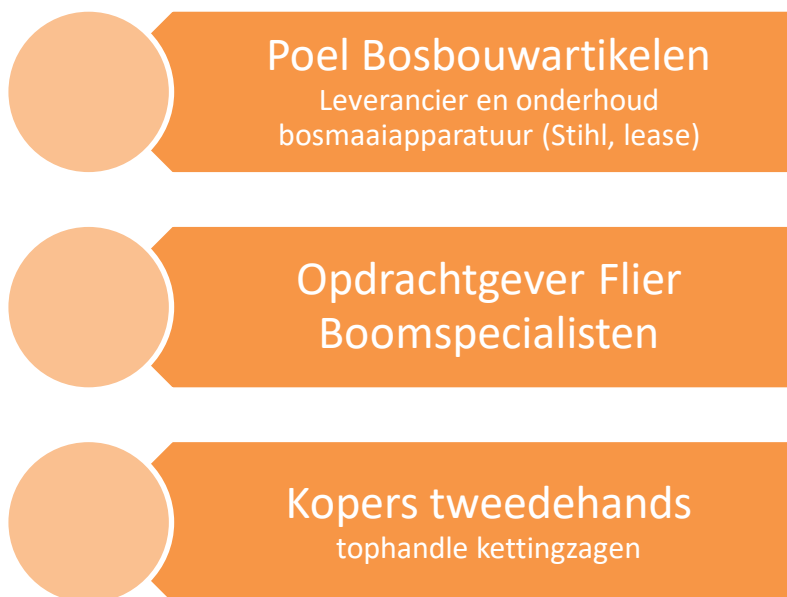 Poel Bosbouwartikelen
Leverancier en onderhoud
bosmaaiapparatuur (Stihl, lease)
Opdrachtgever Flier
Boomspecialisten
Kopers tweedehands
tophandle kettingzagen